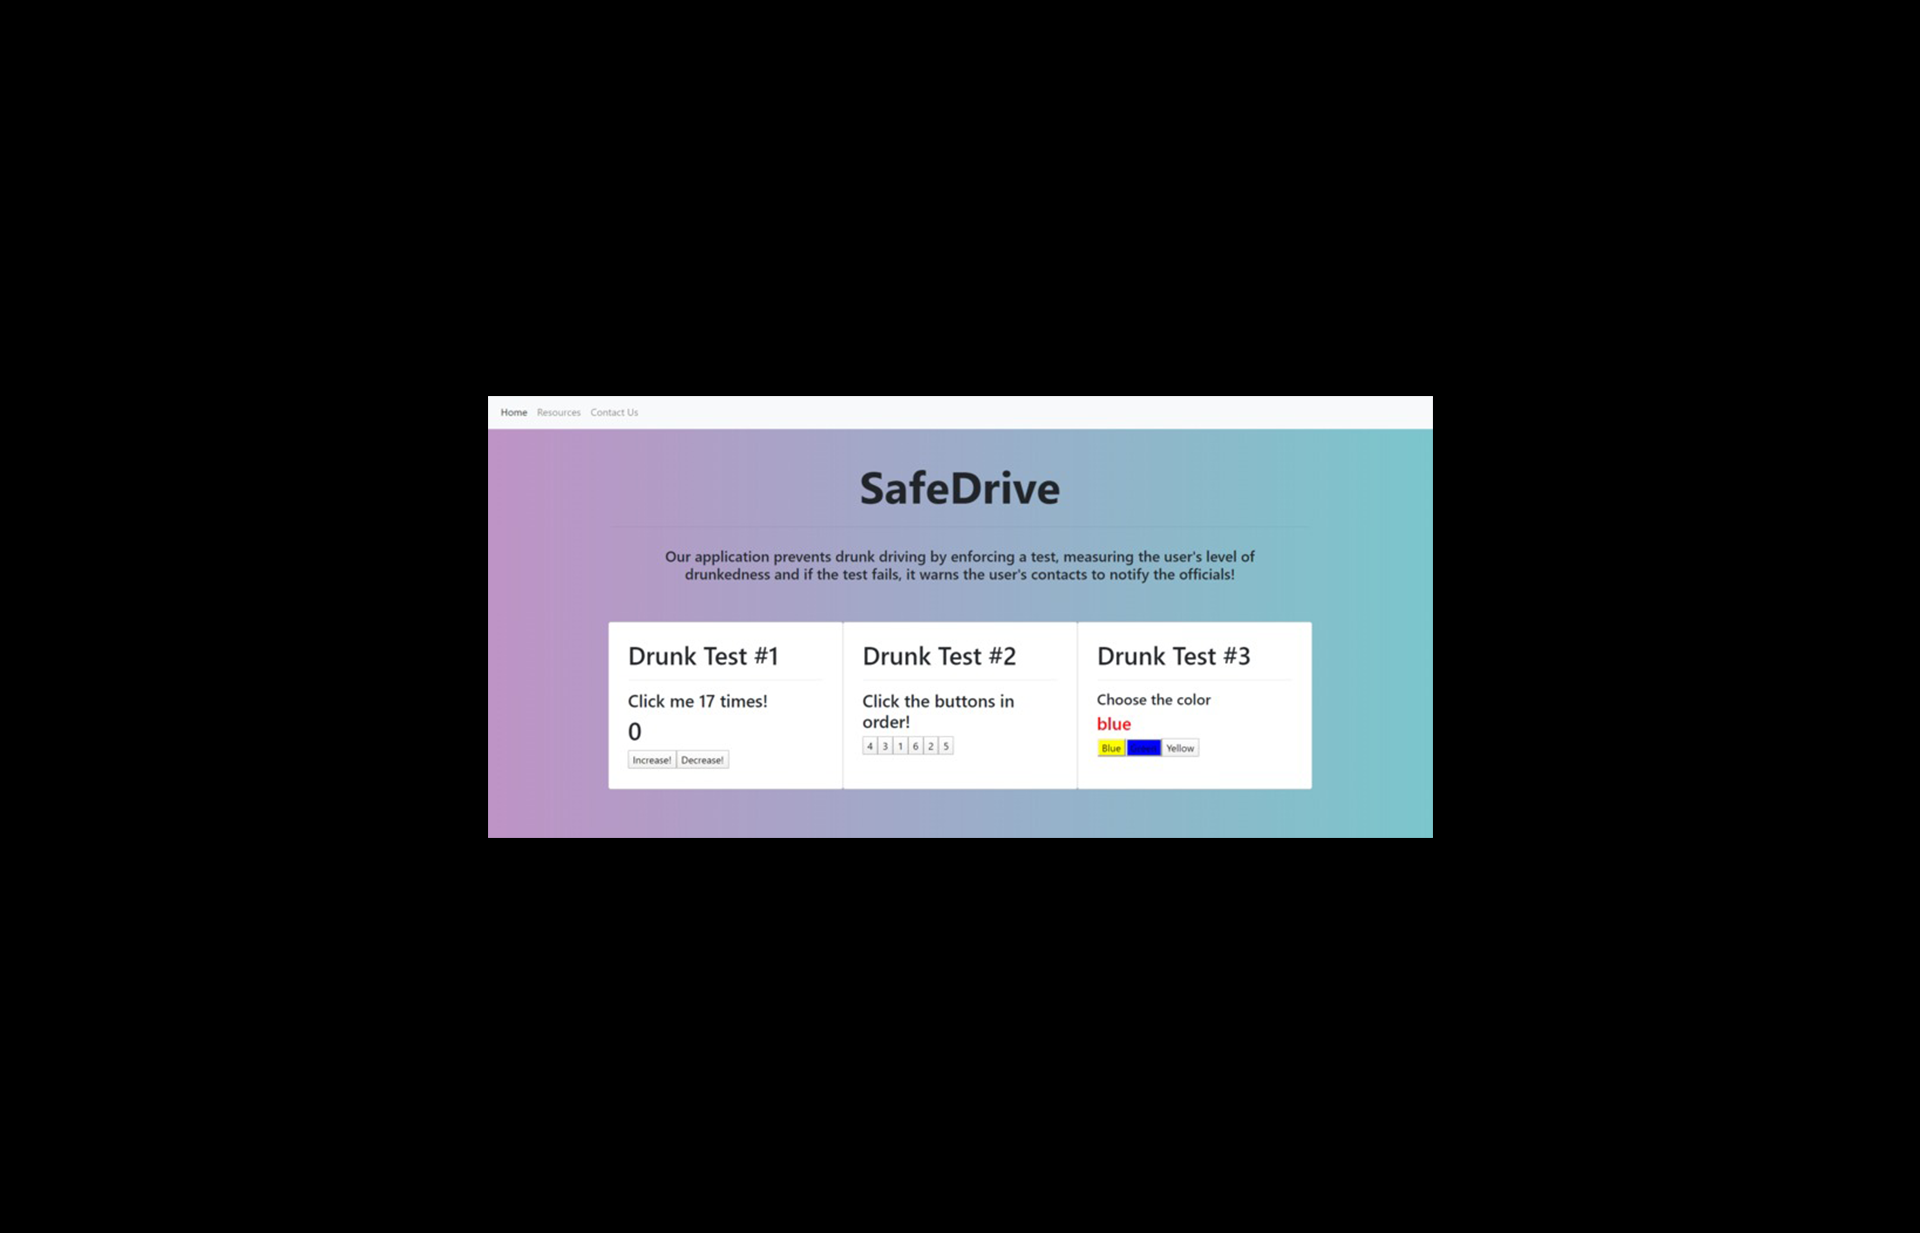 Home Resources Contact Us
SafeDrive
Our application prevents drunk driving by enforcing a test, measuring the user's level of
drunkedness and if the test fails, it warns the user's contacts to notify the officials!
Drunk Test #1
Click me 17 times!
0
Increase! Decrease!
Drunk Test #2
Click the buttons in
order!
4 3 1 6 2 5
Drunk Test #3
Choose the color
blue
Blue Yellow